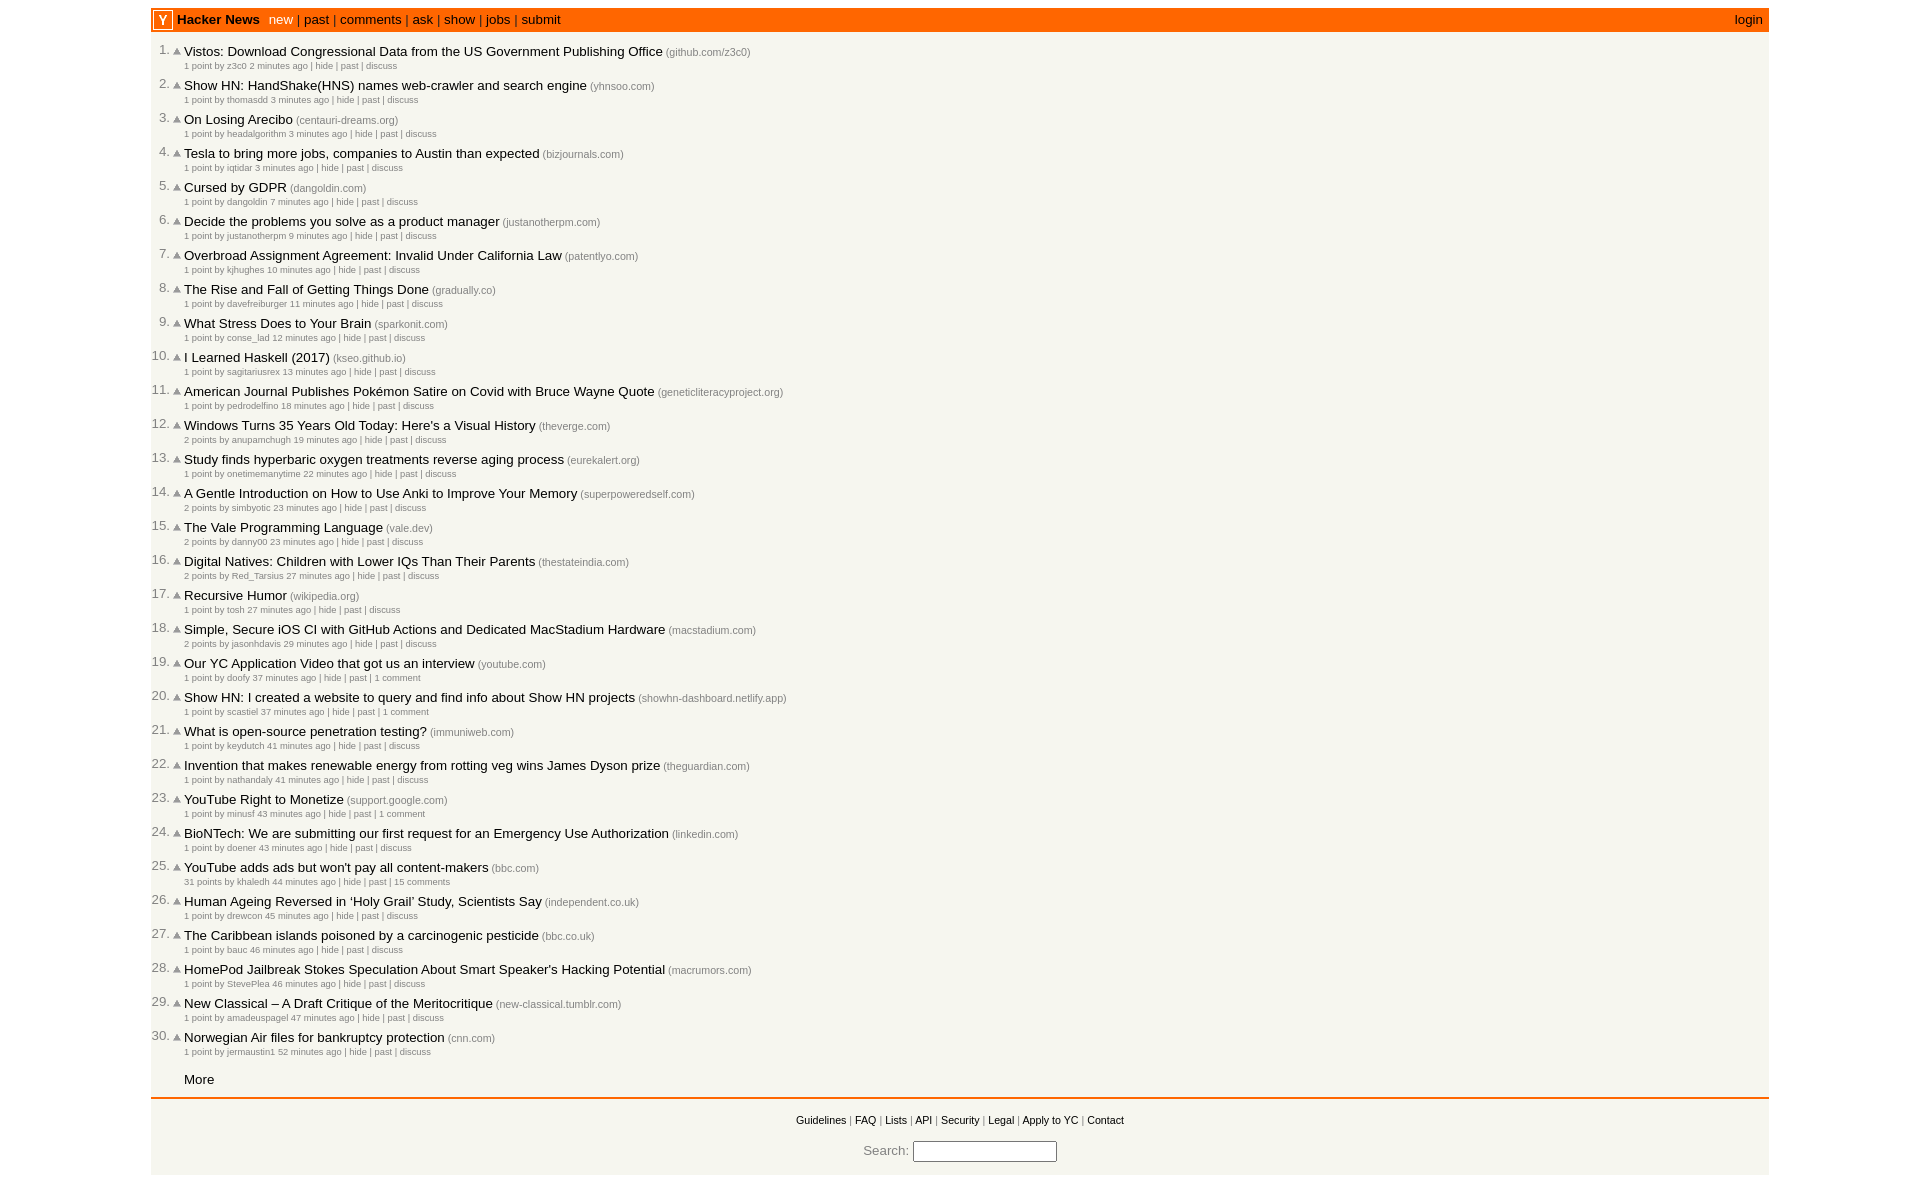 Y Hacker News new | past | comments | ask | show | jobs | submit login
1. Vistos: Download Congressional Data from the US Government Publishing Office (github.com/z3c0)
1 point by z3c0 2 minutes ago | hide | past | discuss
2. Show HN: HandShake(HNS) names web-crawler and search engine (yhnsoo.com)
1 point by thomasdd 3 minutes ago | hide | past | discuss
3. On Losing Arecibo (centauri-dreams.org)
1 point by headalgorithm 3 minutes ago | hide | past | discuss
4. Tesla to bring more jobs, companies to Austin than expected (bizjournals.com)
1 point by iqtidar 3 minutes ago | hide | past | discuss
5. Cursed by GDPR (dangoldin.com)
1 point by dangoldin 7 minutes ago | hide | past | discuss
6. Decide the problems you solve as a product manager (justanotherpm.com)
1 point by justanotherpm 9 minutes ago | hide | past | discuss
7. Overbroad Assignment Agreement: Invalid Under California Law (patentlyo.com)
1 point by kjhughes 10 minutes ago | hide | past | discuss
8. The Rise and Fall of Getting Things Done (gradually.co)
1 point by davefreiburger 11 minutes ago | hide | past | discuss
9. What Stress Does to Your Brain (sparkonit.com)
1 point by conse_lad 12 minutes ago | hide | past | discuss
10. I Learned Haskell (2017) (kseo.github.io)
1 point by sagitariusrex 13 minutes ago | hide | past | discuss
11. American Journal Publishes Pokémon Satire on Covid with Bruce Wayne Quote (geneticliteracyproject.org)
1 point by pedrodelfino 18 minutes ago | hide | past | discuss
12. Windows Turns 35 Years Old Today: Here's a Visual History (theverge.com)
2 points by anupamchugh 19 minutes ago | hide | past | discuss
13. Study finds hyperbaric oxygen treatments reverse aging process (eurekalert.org)
1 point by onetimemanytime 22 minutes ago | hide | past | discuss
14. A Gentle Introduction on How to Use Anki to Improve Your Memory (superpoweredself.com)
2 points by simbyotic 23 minutes ago | hide | past | discuss
15. The Vale Programming Language (vale.dev)
2 points by danny00 23 minutes ago | hide | past | discuss
16. Digital Natives: Children with Lower IQs Than Their Parents (thestateindia.com)
2 points by Red_Tarsius 27 minutes ago | hide | past | discuss
17. Recursive Humor (wikipedia.org)
1 point by tosh 27 minutes ago | hide | past | discuss
18. Simple, Secure iOS CI with GitHub Actions and Dedicated MacStadium Hardware (macstadium.com)
2 points by jasonhdavis 29 minutes ago | hide | past | discuss
19. Our YC Application Video that got us an interview (youtube.com)
1 point by doofy 37 minutes ago | hide | past | 1 comment
20. Show HN: I created a website to query and find info about Show HN projects (showhn-dashboard.netlify.app)
1 point by scastiel 37 minutes ago | hide | past | 1 comment
21. What is open-source penetration testing? (immuniweb.com)
1 point by keydutch 41 minutes ago | hide | past | discuss
22. Invention that makes renewable energy from rotting veg wins James Dyson prize (theguardian.com)
1 point by nathandaly 41 minutes ago | hide | past | discuss
23. YouTube Right to Monetize (support.google.com)
1 point by minusf 43 minutes ago | hide | past | 1 comment
24. BioNTech: We are submitting our first request for an Emergency Use Authorization (linkedin.com)
1 point by doener 43 minutes ago | hide | past | discuss
25. YouTube adds ads but won't pay all content-makers (bbc.com)
31 points by khaledh 44 minutes ago | hide | past | 15 comments
26. Human Ageing Reversed in ‘Holy Grail’ Study, Scientists Say (independent.co.uk)
1 point by drewcon 45 minutes ago | hide | past | discuss
27. The Caribbean islands poisoned by a carcinogenic pesticide (bbc.co.uk)
1 point by bauc 46 minutes ago | hide | past | discuss
28. HomePod Jailbreak Stokes Speculation About Smart Speaker's Hacking Potential (macrumors.com)
1 point by StevePlea 46 minutes ago | hide | past | discuss
29. New Classical – A Draft Critique of the Meritocritique (new-classical.tumblr.com)
1 point by amadeuspagel 47 minutes ago | hide | past | discuss
30. Norwegian Air files for bankruptcy protection (cnn.com)
1 point by jermaustin1 52 minutes ago | hide | past | discuss
More
Guidelines | FAQ | Lists | API | Security | Legal | Apply to YC | Contact
Search: